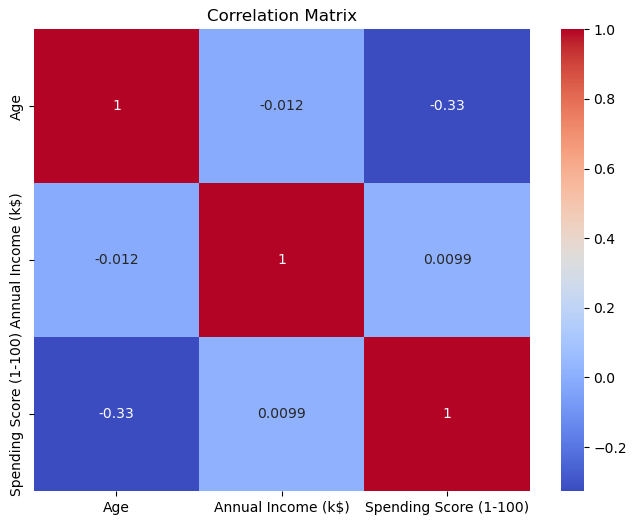 Correlation Matrix
Age
1
-0.012
-0.33
Annual Income (k$)
-0.012
1
0.0099
Spending Score (1-100)
-0.33
0.0099
1
Age
Annual Income (k$)
Spending Score (1-100)
1.0
0.8
0.6
0.4
0.2
0.0
−0.2